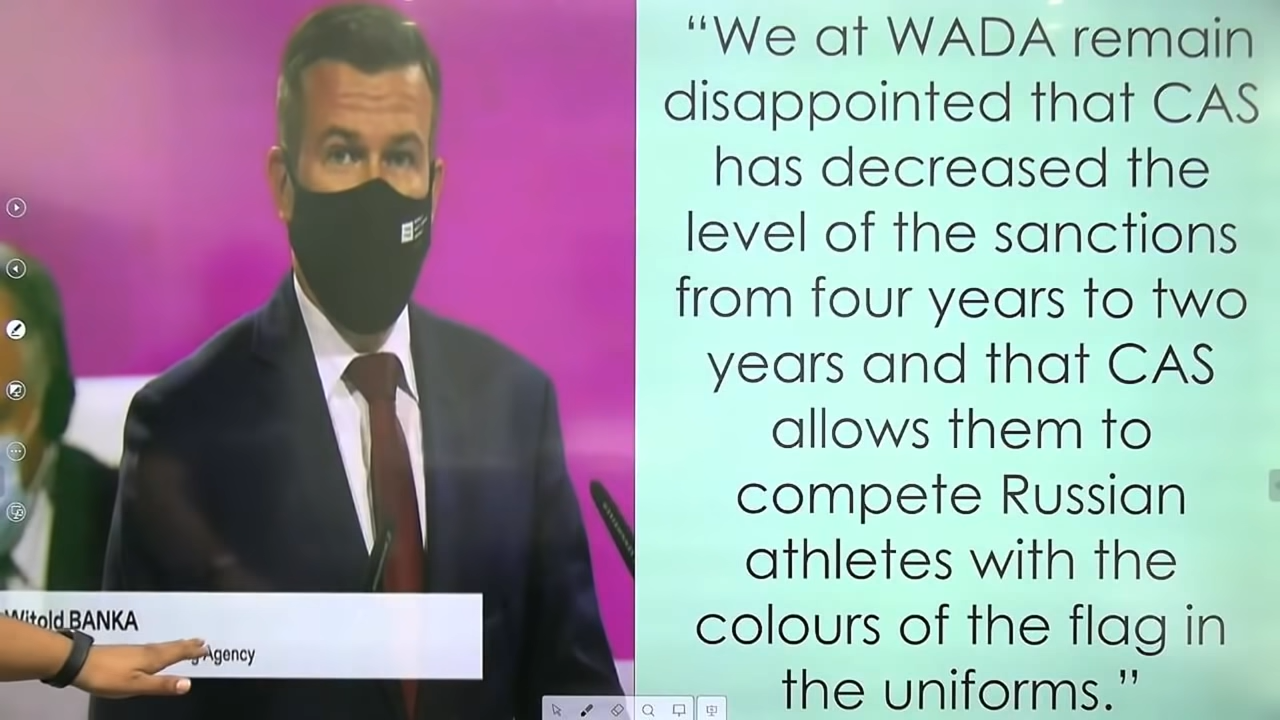 Witold BANKA
Agency
“We at WADA remain
disappointed that CAS
has decreased the
level of the sanctions
from four years to two
years and that CAS
allows them to
compete Russian
athletes with the
colours of the flag in
the uniforms.”